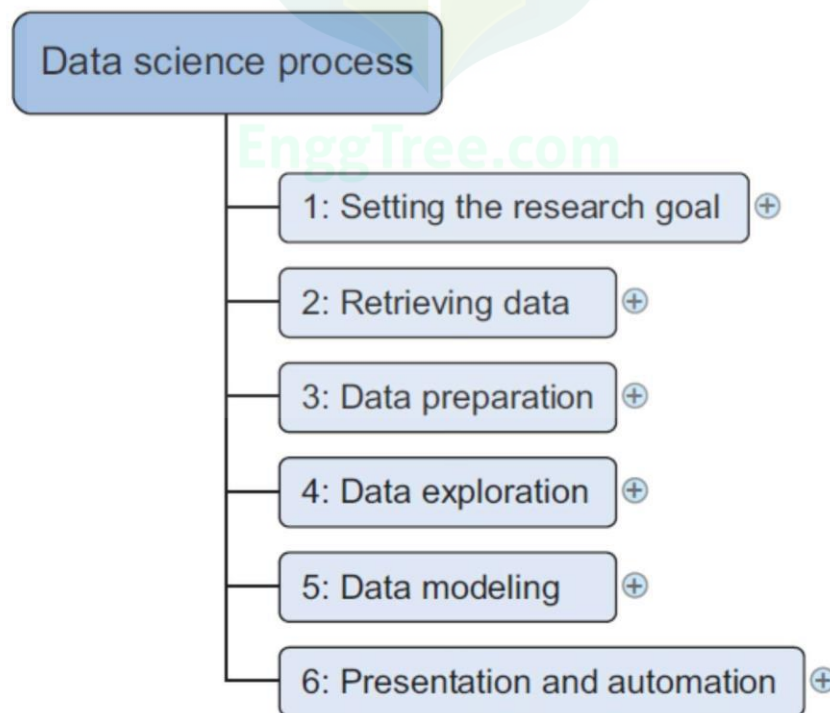 Data science process
EnggTree.com
1: Setting the research goal
2: Retrieving data
3: Data preparation
4: Data exploration
5: Data modeling
6: Presentation and automation